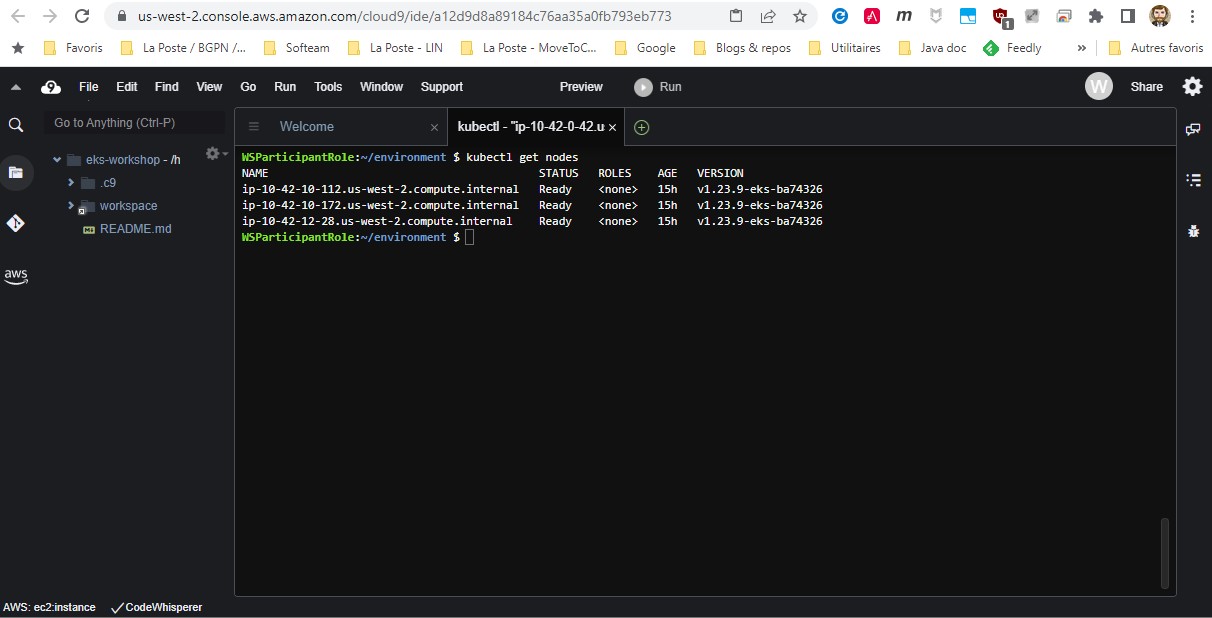 us-west-2.console.aws.amazon.com/cloud9/ide/a12d9d8a89184c76aa35a0fb793eb773
1
Favoris La Poste / BGPN /... Softeam La Poste - LIN La Poste - MoveToC... Google Blogs & repos Utilitaires Java doc Feedly » Autres favoris
9 File Edit Find View Go Run Tools Window Support Preview Run W Share
Go to Anything (Ctrl-P) Welcome × kubectl - "ip-10-42-0-42.u ×
eks-workshop - /h
.c9
workspace
README.md
aws
WSParticipantRole:~/environment $ kubectl get nodes
NAME STATUS ROLES AGE VERSION
ip-10-42-10-112.us-west-2.compute.internal Ready <none> 15h v1.23.9-eks-ba74326
ip-10-42-10-172.us-west-2.compute.internal Ready <none> 15h v1.23.9-eks-ba74326
ip-10-42-12-28.us-west-2.compute.internal Ready <none> 15h v1.23.9-eks-ba74326
WSParticipantRole:~/environment $
AWS: ec2:instance ✓CodeWhisperer